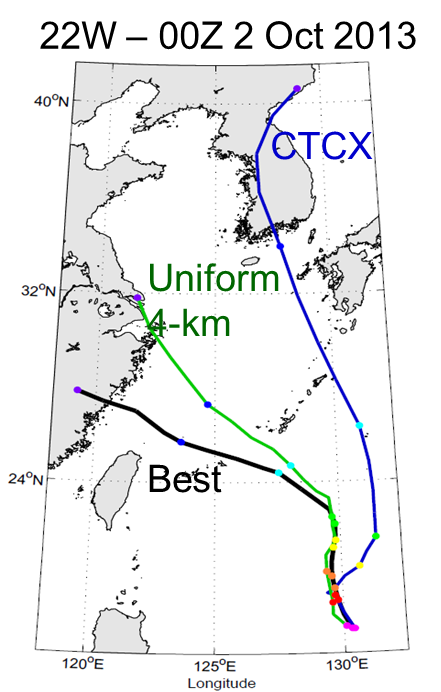 22W – 00Z 2 Oct 2013
40°N
CTCX
Uniform
32°N
4-km
Best
24°N
120°E
125°E
130°E
Longitude